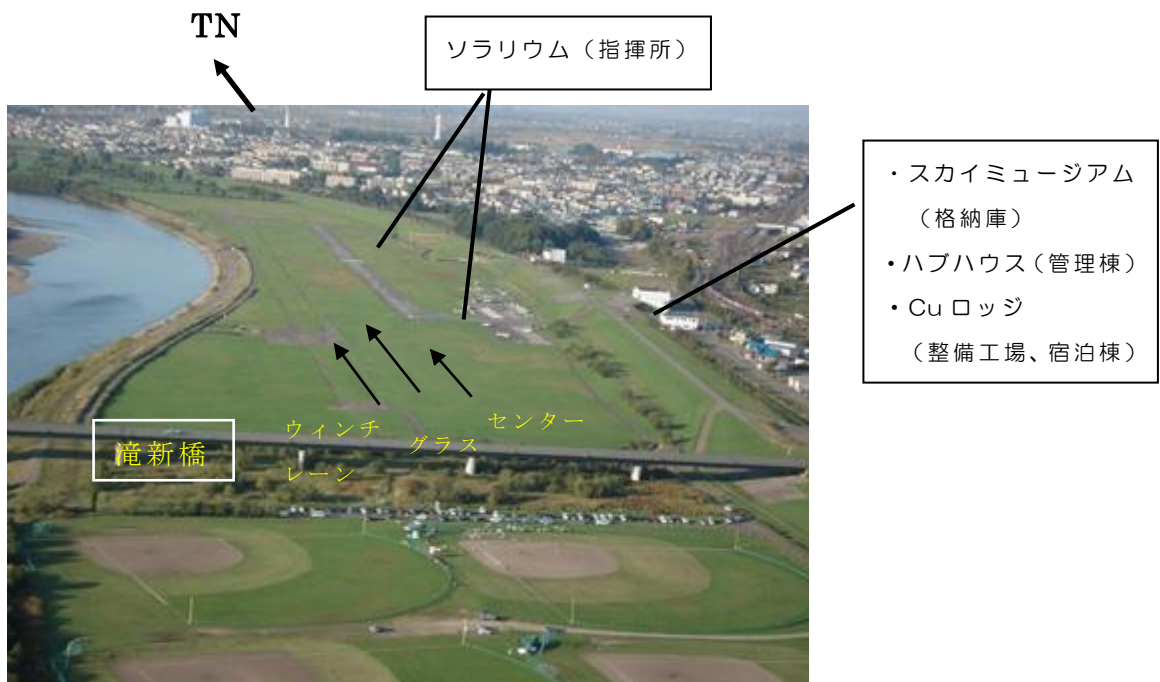 TN
ソラリウム（指揮所）
・スカイミュージアム
（格納庫）
・ハブハウス（管理棟）
・Cu ロッジ
（整備工場、宿泊棟）
ウィンチ
レーン
グラス
センター
滝新橋